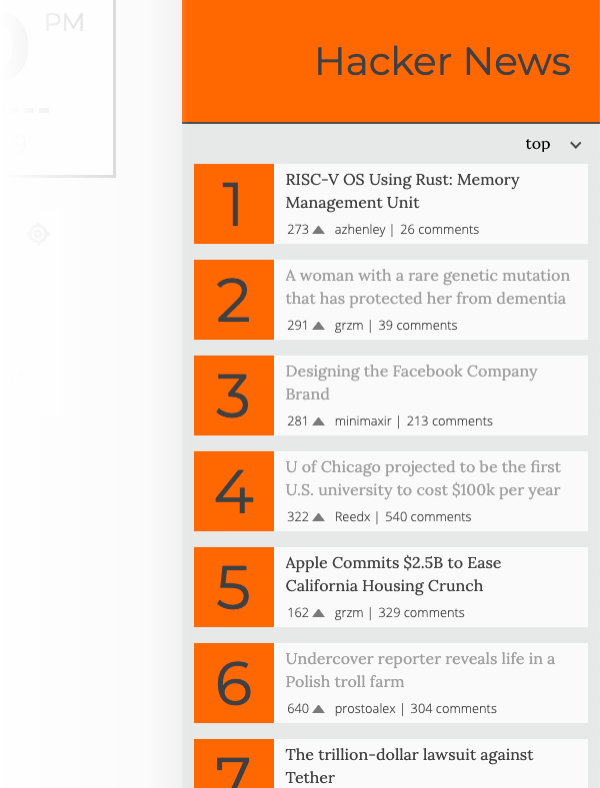 PM
9
Hacker News
top
1
RISC-V OS Using Rust: Memory
Management Unit
273 ▲ azhenley | 26 comments
2
A woman with a rare genetic mutation
that has protected her from dementia
291 ▲ grzm | 39 comments
3
Designing the Facebook Company
Brand
281 ▲ minimaxir | 213 comments
4
U of Chicago projected to be the first
U.S. university to cost $100k per year
322 ▲ Reedx | 540 comments
5
Apple Commits $2.5B to Ease
California Housing Crunch
162 ▲ grzm | 329 comments
6
Undercover reporter reveals life in a
Polish troll farm
640 ▲ prostoalex | 304 comments
7
The trillion-dollar lawsuit against
Tether